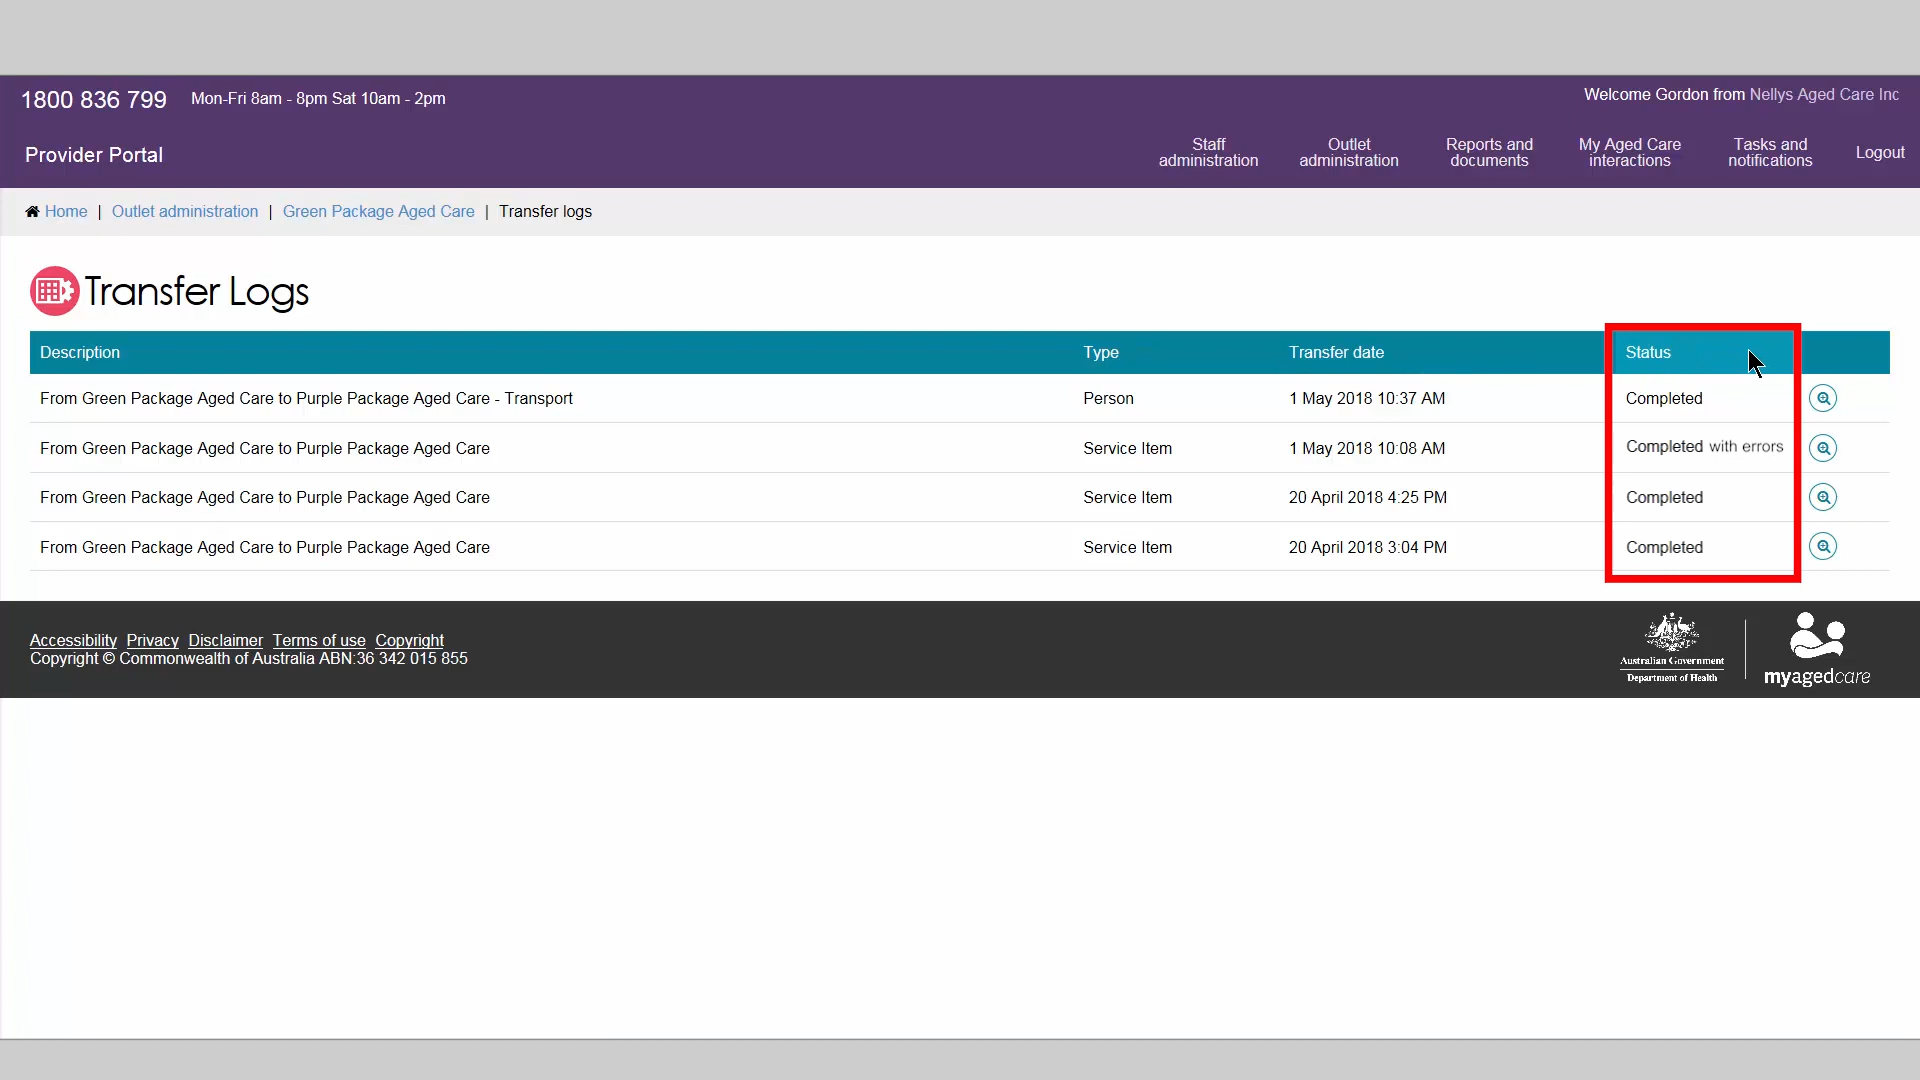 1800 836 799 Mon-Fri 8am - 8pm Sat 10am - 2pm
Welcome Gordon from Nellys Aged Care Inc
Provider Portal
Staff administration
Outlet administration
Reports and documents
My Aged Care interactions
Tasks and notifications
Logout
Home | Outlet administration | Green Package Aged Care | Transfer logs
Transfer Logs
Description Type Transfer date Status
From Green Package Aged Care to Purple Package Aged Care - Transport Person 1 May 2018 10:37 AM Completed
From Green Package Aged Care to Purple Package Aged Care Service Item 1 May 2018 10:08 AM Completed with errors
From Green Package Aged Care to Purple Package Aged Care Service Item 20 April 2018 4:25 PM Completed
From Green Package Aged Care to Purple Package Aged Care Service Item 20 April 2018 3:04 PM Completed
Accessibility Privacy Disclaimer Terms of use Copyright
Copyright © Commonwealth of Australia ABN:36 342 015 855
Australian Government
Department of Health
myagedcare